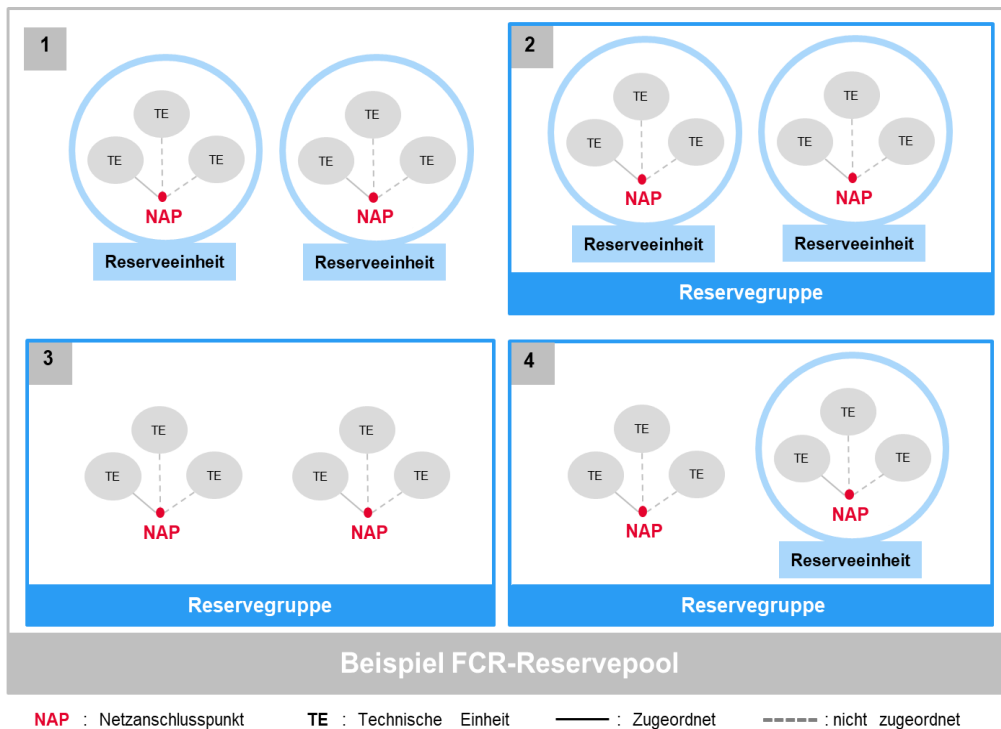 1
TE
TE
TE
NAP
Reserveeinheit
TE
TE
TE
NAP
Reserveeinheit
2
TE
TE
TE
NAP
Reserveeinheit
TE
TE
TE
NAP
Reserveeinheit
Reservegruppe
3
TE
TE
TE
NAP
TE
TE
TE
NAP
Reservegruppe
4
TE
TE
TE
NAP
TE
TE
TE
NAP
Reserveeinheit
Reservegruppe
Beispiel FCR-Reservepool
NAP : Netzanschlusspunkt TE : Technische Einheit : Zugeordnet : nicht zugeordnet